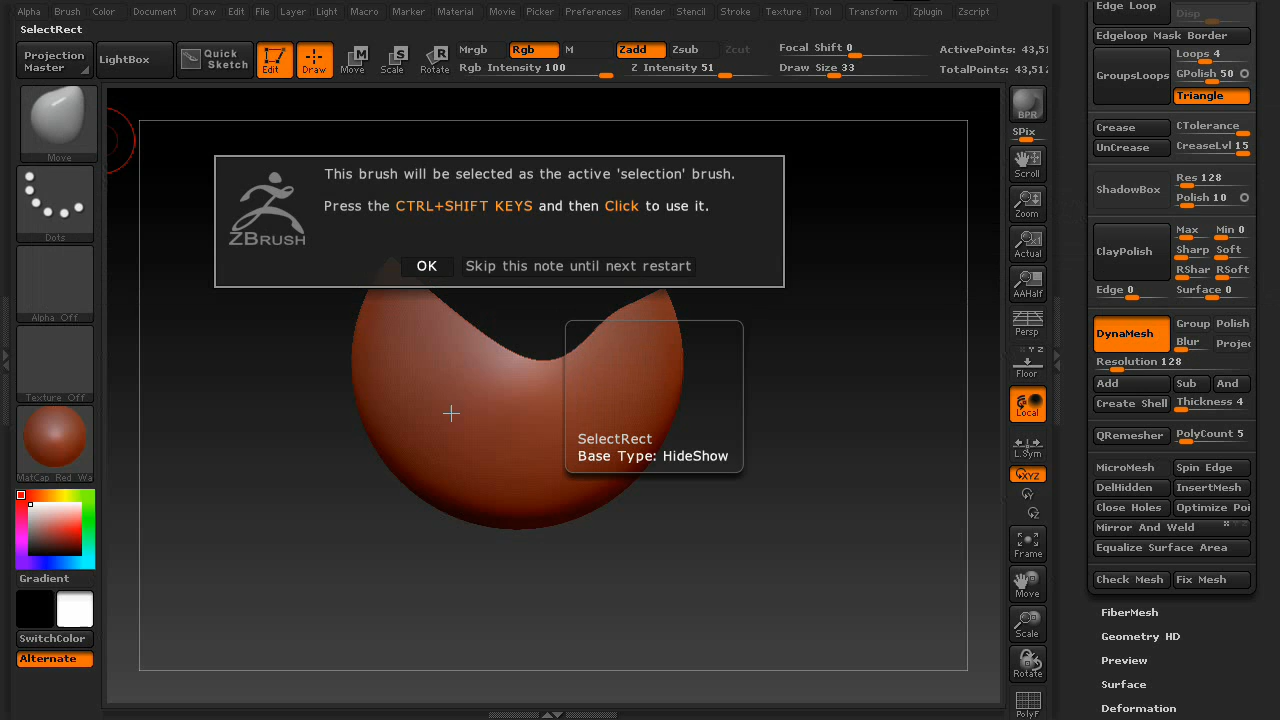 Alpha Brush Color Document Draw Edit File Layer Light Macro Marker Material Movie Picker Preferences Render Stencil Stroke Texture Tool Transform Zplugin Zscript
SelectRect
Projection Master
LightBox
Quick Sketch
Edit
Draw
Move
Scale
Rotate
Mrgb Rgb M
Rgb Intensity 100
Zadd Zsub Zcut
Z Intensity 51
Focal Shift 0
Draw Size 33
ActivePoints: 43,51
TotalPoints: 43,512
Move
Dots
Alpha Off
Texture Off
MatCap Red Wa
Gradient
SwitchColor
Alternate
This brush will be selected as the active 'selection' brush.
Press the CTRL+SHIFT KEYS and then Click to use it.
ZBRUSH
OK Skip this note until next restart
SelectRect
Base Type: HideShow
BPR
SPix
Scroll
Zoom
Actual
AAHalf
Persp
Floor
Local
L.Sym
XYZ
Y
Z
Frame
Move
Scale
Rotate
PolyF
Edge Loop
Disp
Edgeloop Mask Border
GroupsLoops
Loops 4
GPolish 50
Triangle
Crease CTolerance
UnCrease CreaseLvl 15
ShadowBox
Res 128
Polish 10
ClayPolish
Max Min 0
Sharp Soft
RShar RSoft
Edge 0 Surface 0
DynaMesh
Group Polish
Blur Projec
Resolution 128
Add Sub And
Create Shell Thickness 4
QRemesher PolyCount 5
MicroMesh Spin Edge
DelHidden InsertMesh
Close Holes Optimize Poi
Mirror And Weld
Equalize Surface Area
Check Mesh Fix Mesh
FiberMesh
Geometry HD
Preview
Surface
Deformation